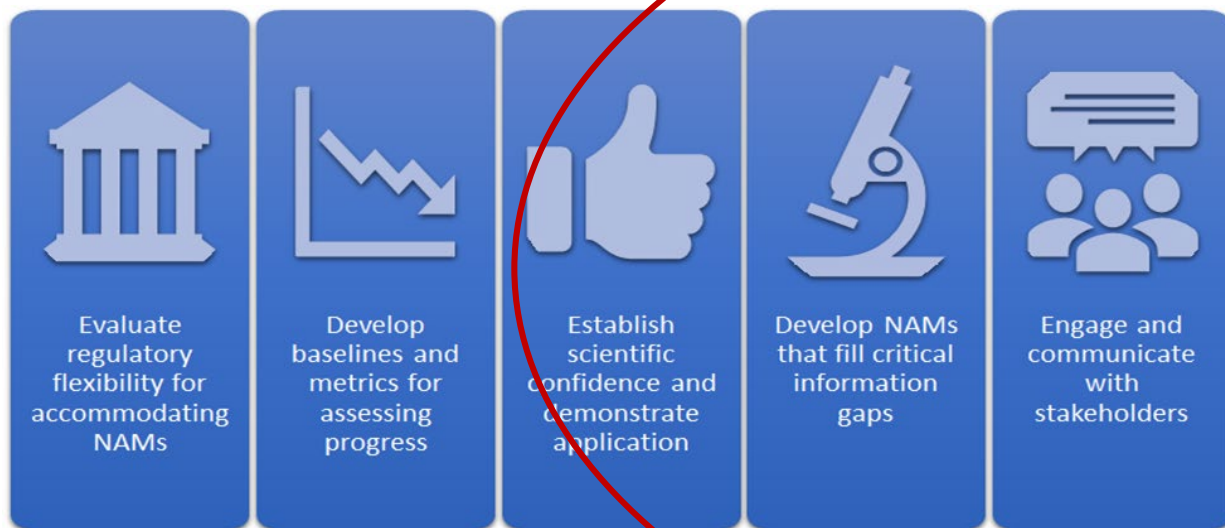 Evaluate
regulatory
flexibility for
accommodating
NAMs
Develop
baselines and
metrics for
assessing
progress
Establish
scientific
confidence and
demonstrate
application
Develop NAMs
that fill critical
information
gaps
Engage and
communicate
with
stakeholders